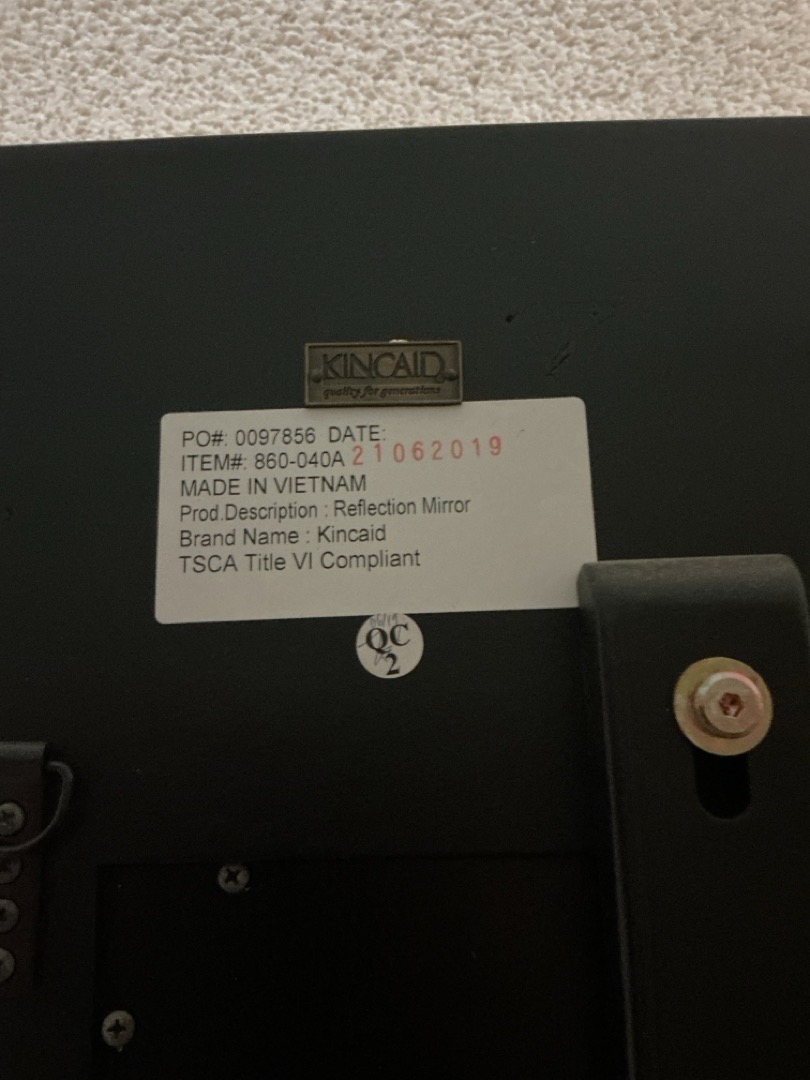 KINCAID
quality for generations
PO#: 0097856 DATE:
ITEM#: 860-040A 21062019
MADE IN VIETNAM
Prod.Description : Reflection Mirror
Brand Name : Kincaid
TSCA Title VI Compliant
QC
2